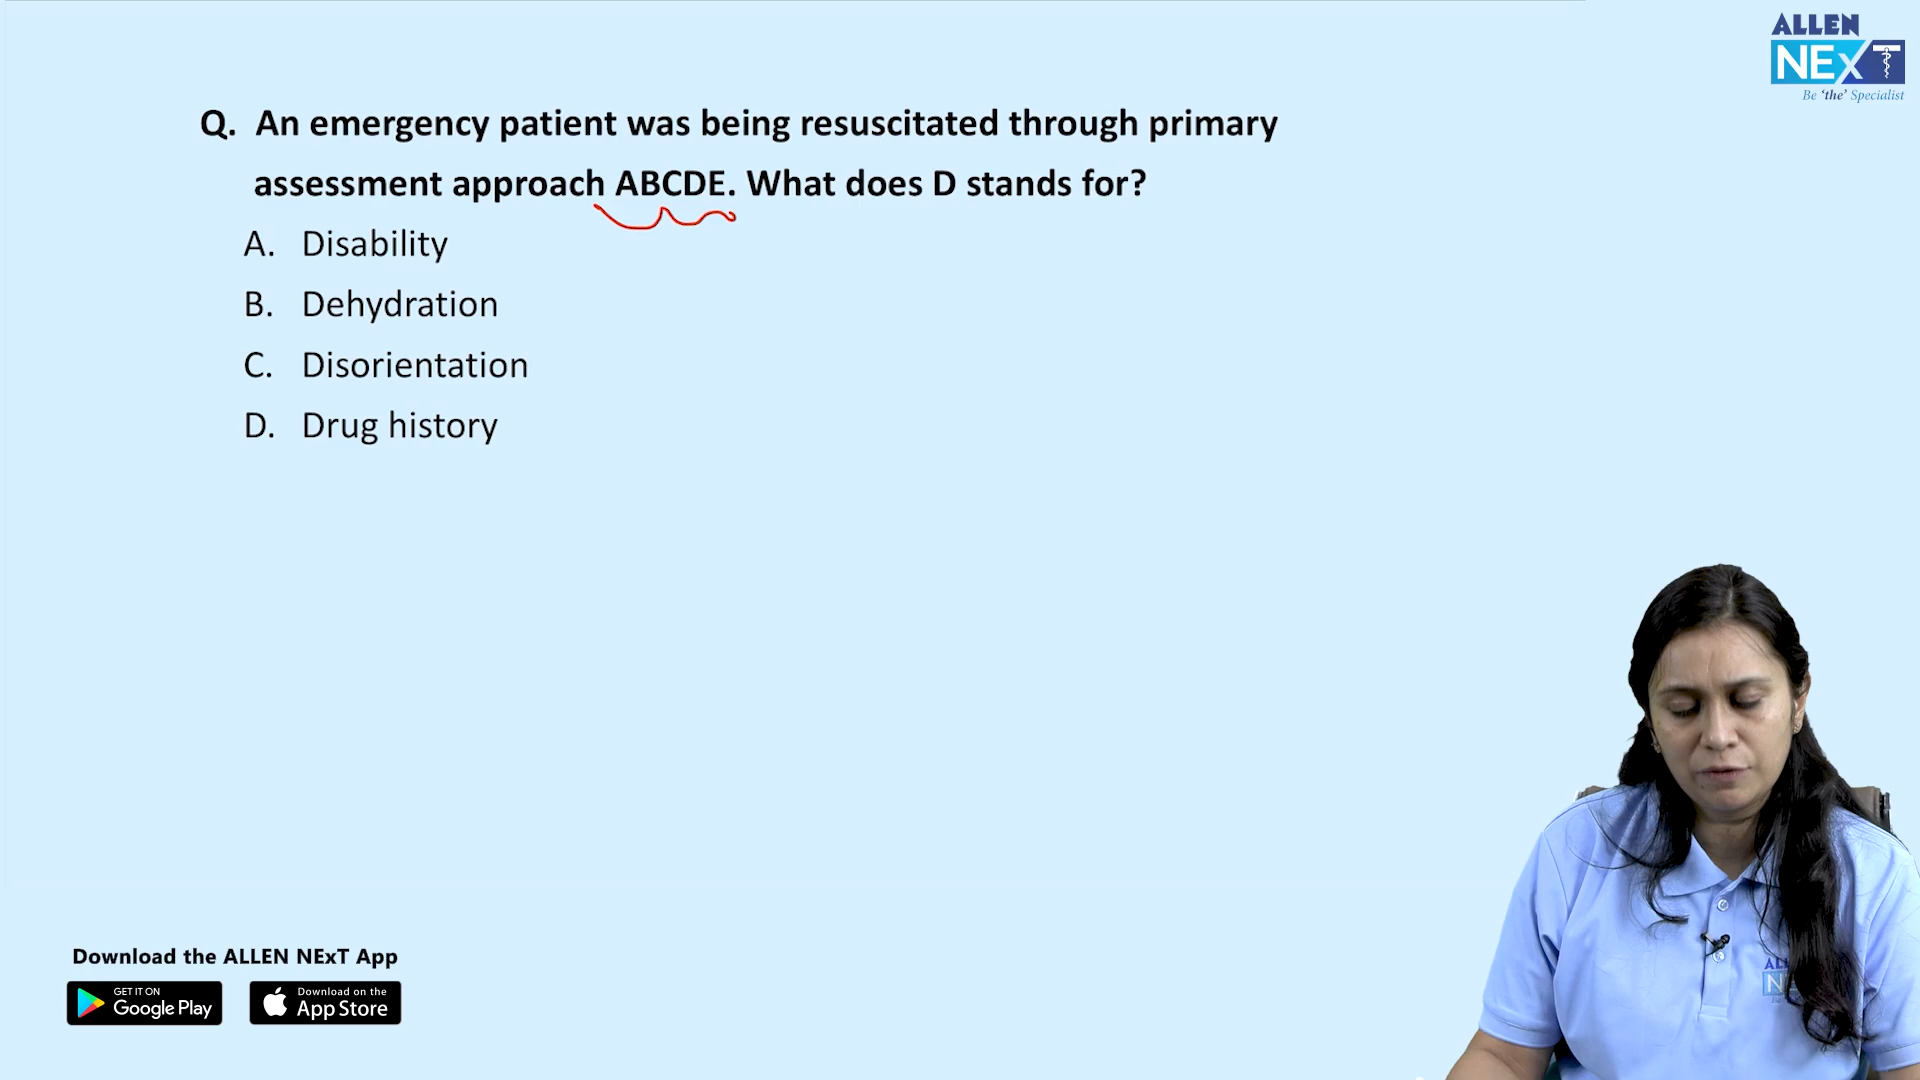 ALLEN
NExT
Be 'the' Specialist
Q. An emergency patient was being resuscitated through primary
assessment approach ABCDE. What does D stands for?
A. Disability
B. Dehydration
C. Disorientation
D. Drug history
Download the ALLEN NExT App
GET IT ON
Google Play
Download on the
App Store